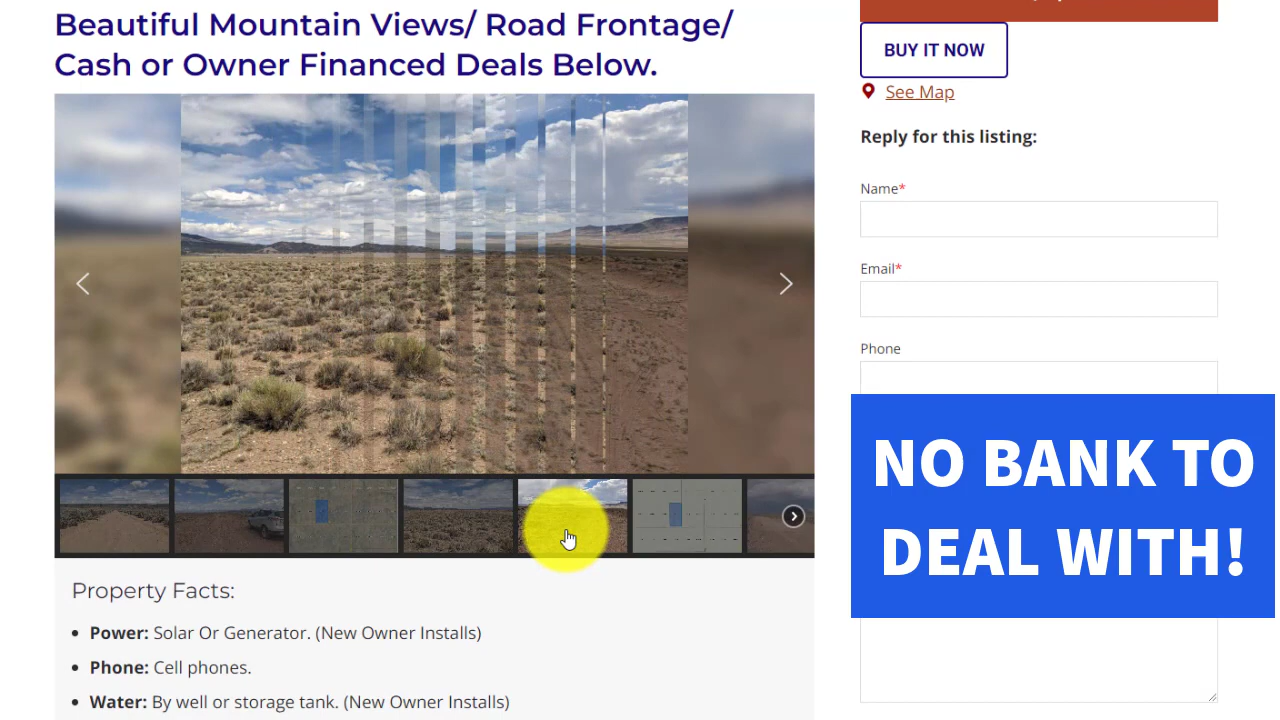 Beautiful Mountain Views/ Road Frontage/
Cash or Owner Financed Deals Below.
BUY IT NOW
See Map
Reply for this listing:
Name*
Email*
Phone
NO BANK TO
DEAL WITH!
Property Facts:
Power: Solar Or Generator. (New Owner Installs)
Phone: Cell phones.
Water: By well or storage tank. (New Owner Installs)